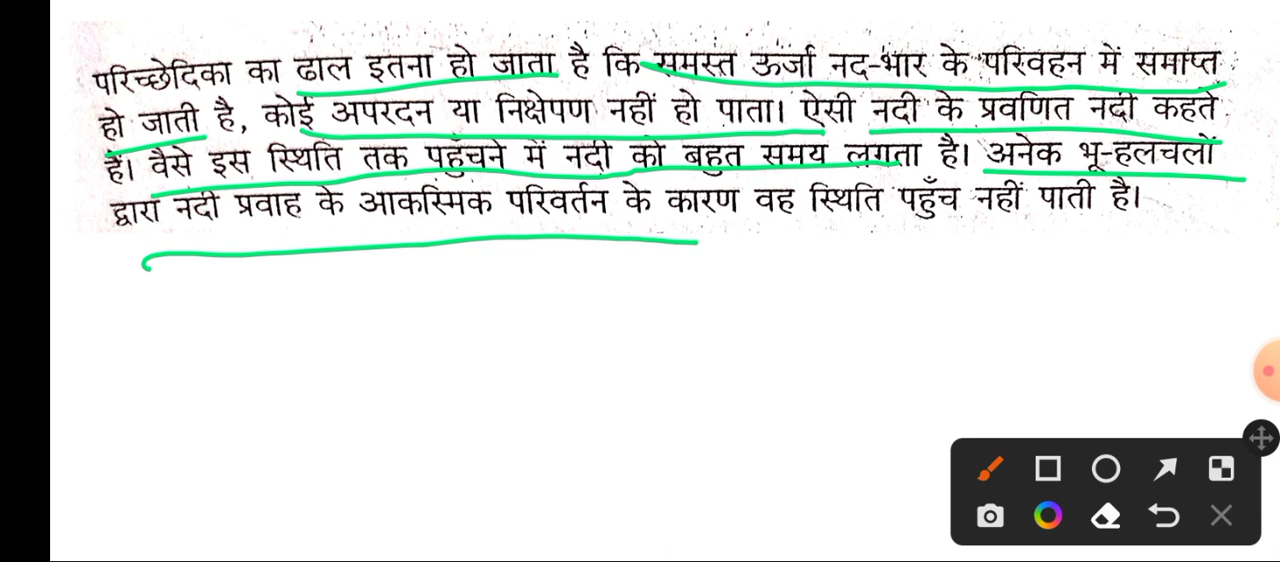 परिच्छेदिका का ढाल इतना हो जाता है कि समस्त ऊर्जा नद-भार के परिवहन में समाप्त
हो जाती है, कोई अपरदन या निक्षेपण नहीं हो पाता। ऐसी नदी के प्रवणित नदी कहते
हैं। वैसे इस स्थिति तक पहुँचने में नदी को बहुत समय लगता है। अनेक भू-हलचलों
द्वारा नदी प्रवाह के आकस्मिक परिवर्तन के कारण वह स्थिति पहुँच नहीं पाती है।